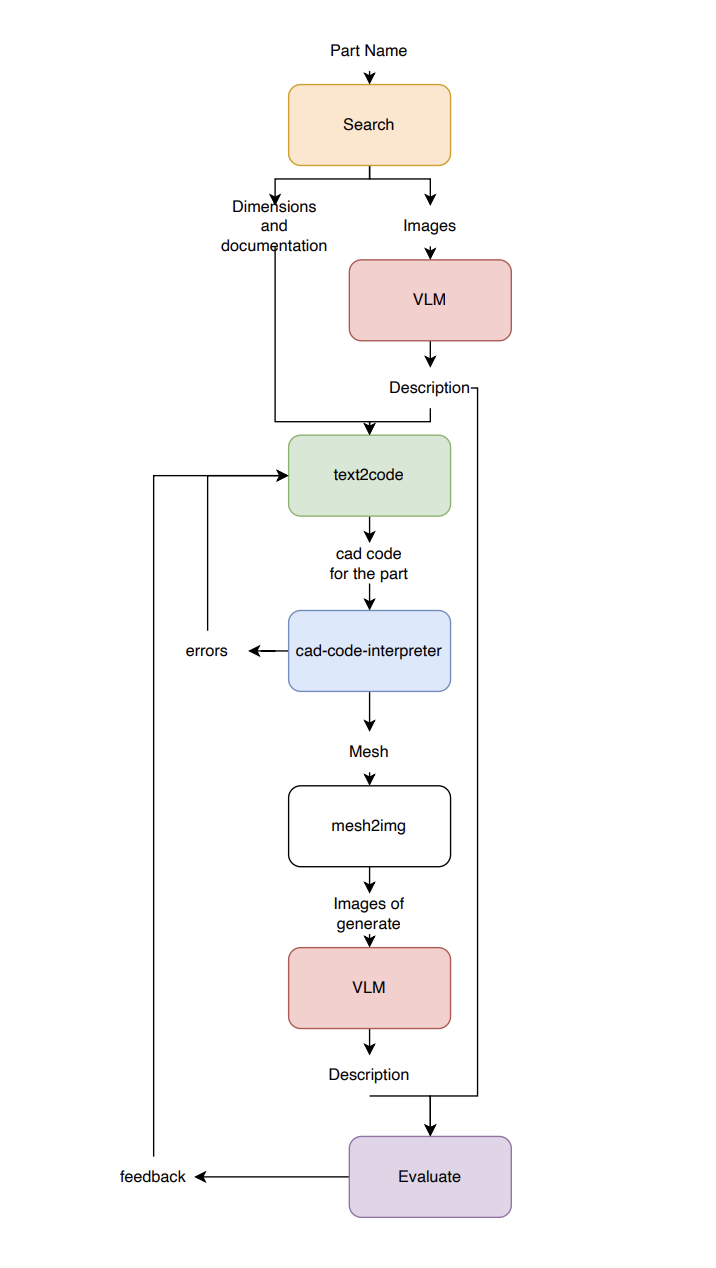 Part Name
Search
Dimensions
and
documentation
Images
VLM
Description
text2code
cad code
for the part
errors
cad-code-interpreter
Mesh
mesh2img
Images of
generate
VLM
Description
feedback
Evaluate